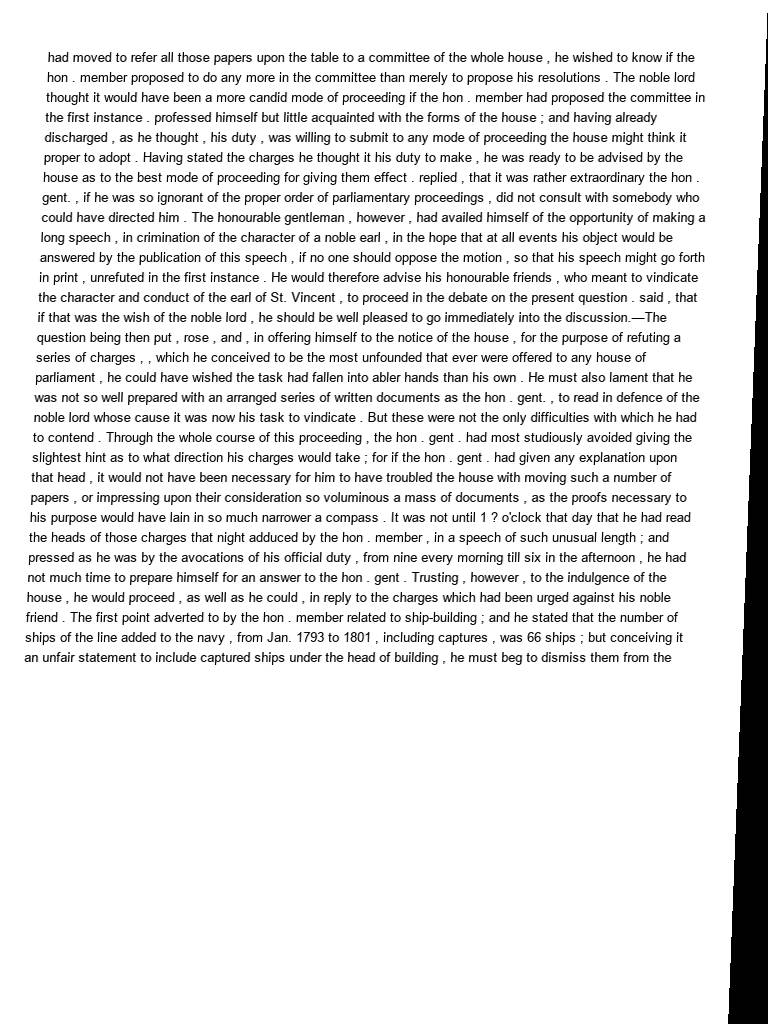 had moved to refer all those papers upon the table to a committee of the whole house , he wished to know if the
hon . member proposed to do any more in the committee than merely to propose his resolutions . The noble lord
thought it would have been a more candid mode of proceeding if the hon . member had proposed the committee in
the first instance . professed himself but little acquainted with the forms of the house ; and having already
discharged , as he thought , his duty , was willing to submit to any mode of proceeding the house might think it
proper to adopt . Having stated the charges he thought it his duty to make , he was ready to be advised by the
house as to the best mode of proceeding for giving them effect . replied , that it was rather extraordinary the hon .
gent. , if he was so ignorant of the proper order of parliamentary proceedings , did not consult with somebody who
could have directed him . The honourable gentleman , however , had availed himself of the opportunity of making a
long speech , in crimination of the character of a noble earl , in the hope that at all events his object would be
answered by the publication of this speech , if no one should oppose the motion , so that his speech might go forth
in print , unrefuted in the first instance . He would therefore advise his honourable friends , who meant to vindicate
the character and conduct of the earl of St. Vincent , to proceed in the debate on the present question . said , that
if that was the wish of the noble lord , he should be well pleased to go immediately into the discussion.—The
question being then put , rose , and , in offering himself to the notice of the house , for the purpose of refuting a
series of charges , , which he conceived to be the most unfounded that ever were offered to any house of
parliament , he could have wished the task had fallen into abler hands than his own . He must also lament that he
was not so well prepared with an arranged series of written documents as the hon . gent. , to read in defence of the
noble lord whose cause it was now his task to vindicate . But these were not the only difficulties with which he had
to contend . Through the whole course of this proceeding , the hon . gent . had most studiously avoided giving the
slightest hint as to what direction his charges would take ; for if the hon . gent . had given any explanation upon
that head , it would not have been necessary for him to have troubled the house with moving such a number of
papers , or impressing upon their consideration so voluminous a mass of documents , as the proofs necessary to
his purpose would have lain in so much narrower a compass . It was not until 1 ? o'clock that day that he had read
the heads of those charges that night adduced by the hon . member , in a speech of such unusual length ; and
pressed as he was by the avocations of his official duty , from nine every morning till six in the afternoon , he had
not much time to prepare himself for an answer to the hon . gent . Trusting , however , to the indulgence of the
house , he would proceed , as well as he could , in reply to the charges which had been urged against his noble
friend . The first point adverted to by the hon . member related to ship-building ; and he stated that the number of
ships of the line added to the navy , from Jan. 1793 to 1801 , including captures , was 66 ships ; but conceiving it
an unfair statement to include captured ships under the head of building , he must beg to dismiss them from the